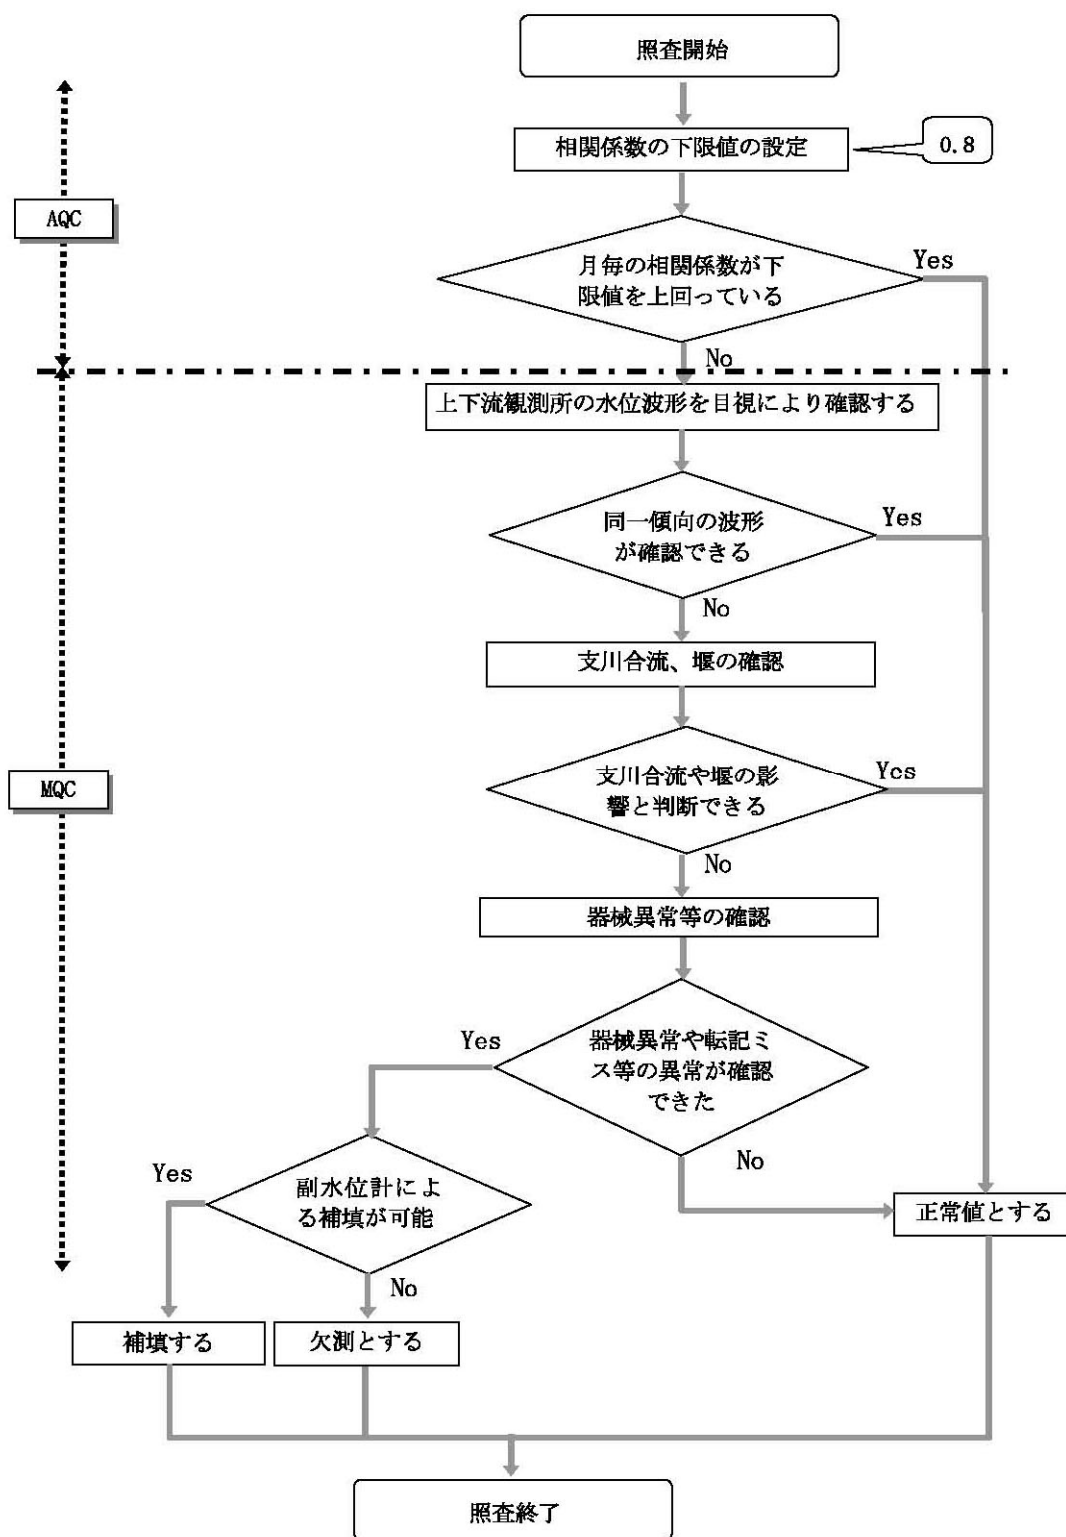 照査開始
相関係数の下限値の設定
0.8
AQC
月毎の相関係数が下
限値を上回っている
Yes
No
上下流観測所の水位波形を目視により確認する
同一傾向の波形
が確認できる
Yes
No
支川合流、堰の確認
MQC
支川合流や堰の影
響と判断できる
Yes
No
器械異常等の確認
器械異常や転記ミ
ス等の異常が確認
できた
Yes
No
副水位計によ
る補填が可能
Yes
No
正常値とする
補填する
欠測とする
照査終了